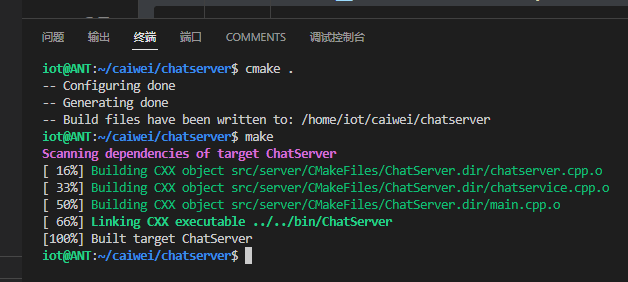 问题 输出 终端 端口 COMMENTS 调试控制台
iot@ANT:~/caiwei/chatserver$ cmake .
-- Configuring done
-- Generating done
-- Build files have been written to: /home/iot/caiwei/chatserver
iot@ANT:~/caiwei/chatserver$ make
Scanning dependencies of target ChatServer
[ 16%] Building CXX object src/server/CMakeFiles/ChatServer.dir/chatserver.cpp.o
[ 33%] Building CXX object src/server/CMakeFiles/ChatServer.dir/chatservice.cpp.o
[ 50%] Building CXX object src/server/CMakeFiles/ChatServer.dir/main.cpp.o
[ 66%] Linking CXX executable ../../bin/ChatServer
[100%] Built target ChatServer
iot@ANT:~/caiwei/chatserver$